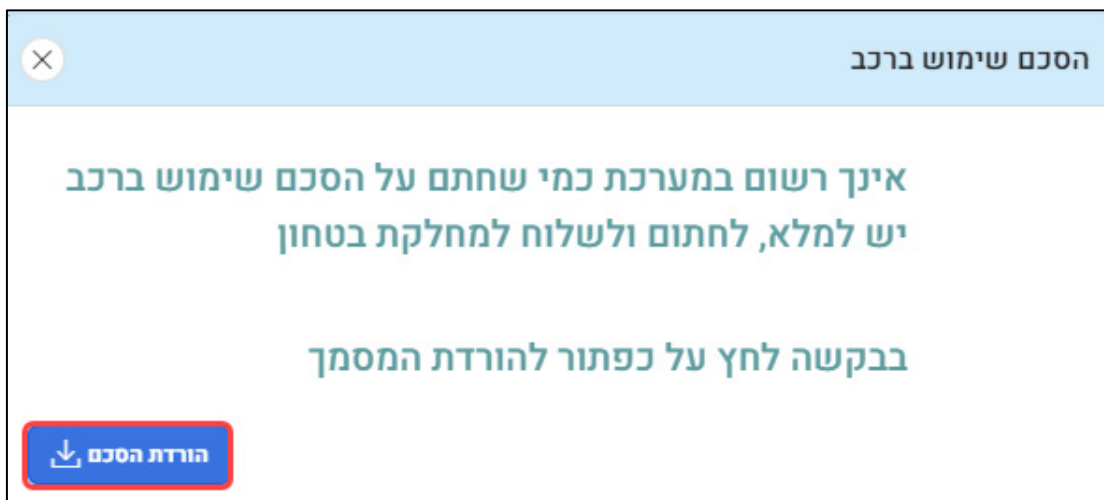 הסכם שימוש ברכב
אינך רשום במערכת כמי שחתם על הסכם שימוש ברכב
יש למלא, לחתום ולשלוח למחלקת בטחון
בבקשה לחץ על כפתור להורדת המסמך
הורדת הסכם